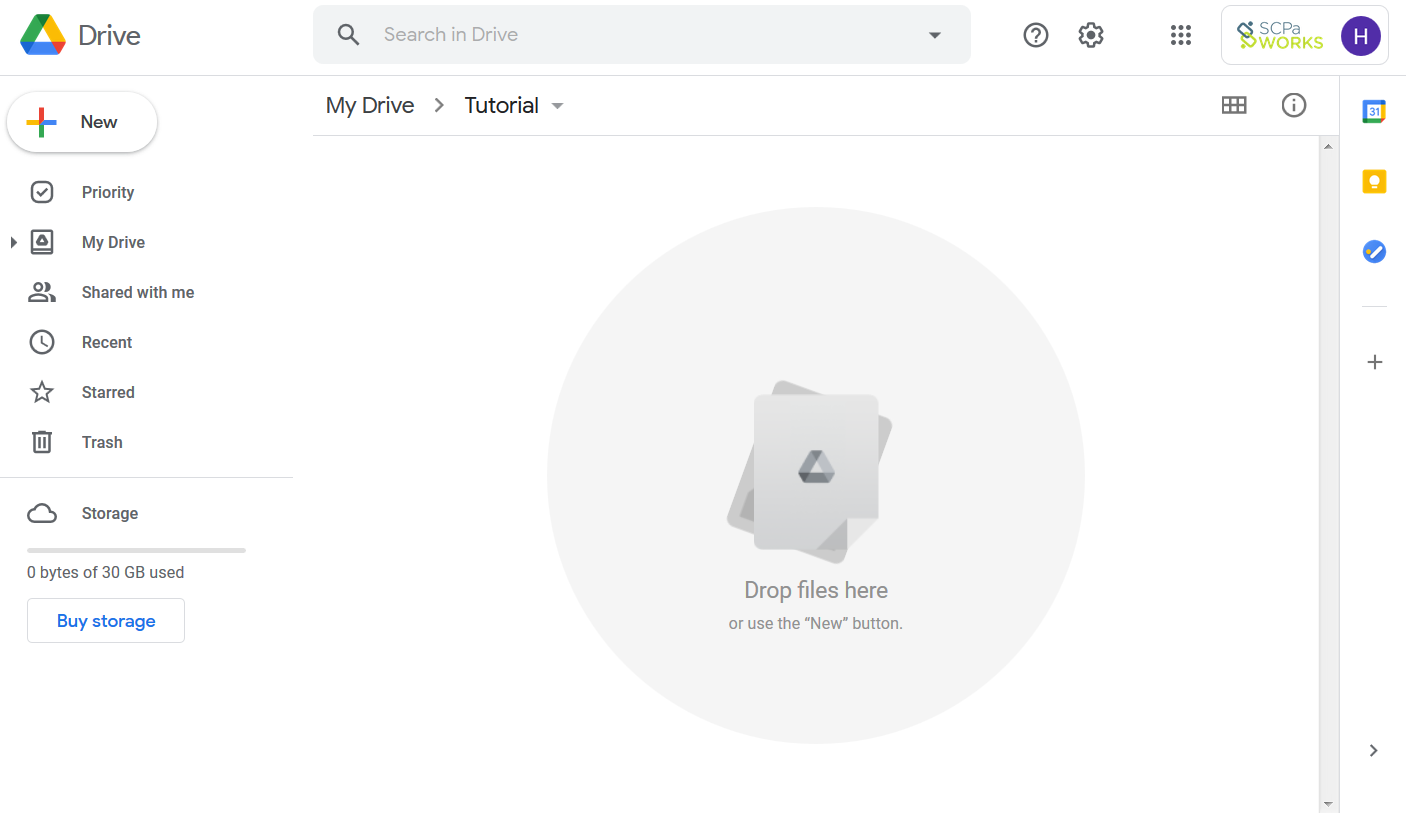 Drive
Search in Drive
SCPa
WORKS
H
New
My Drive
Tutorial
31
Priority
My Drive
Shared with me
Recent
Starred
Trash
Storage
0 bytes of 30 GB used
Buy storage
Drop files here
or use the “New” button.